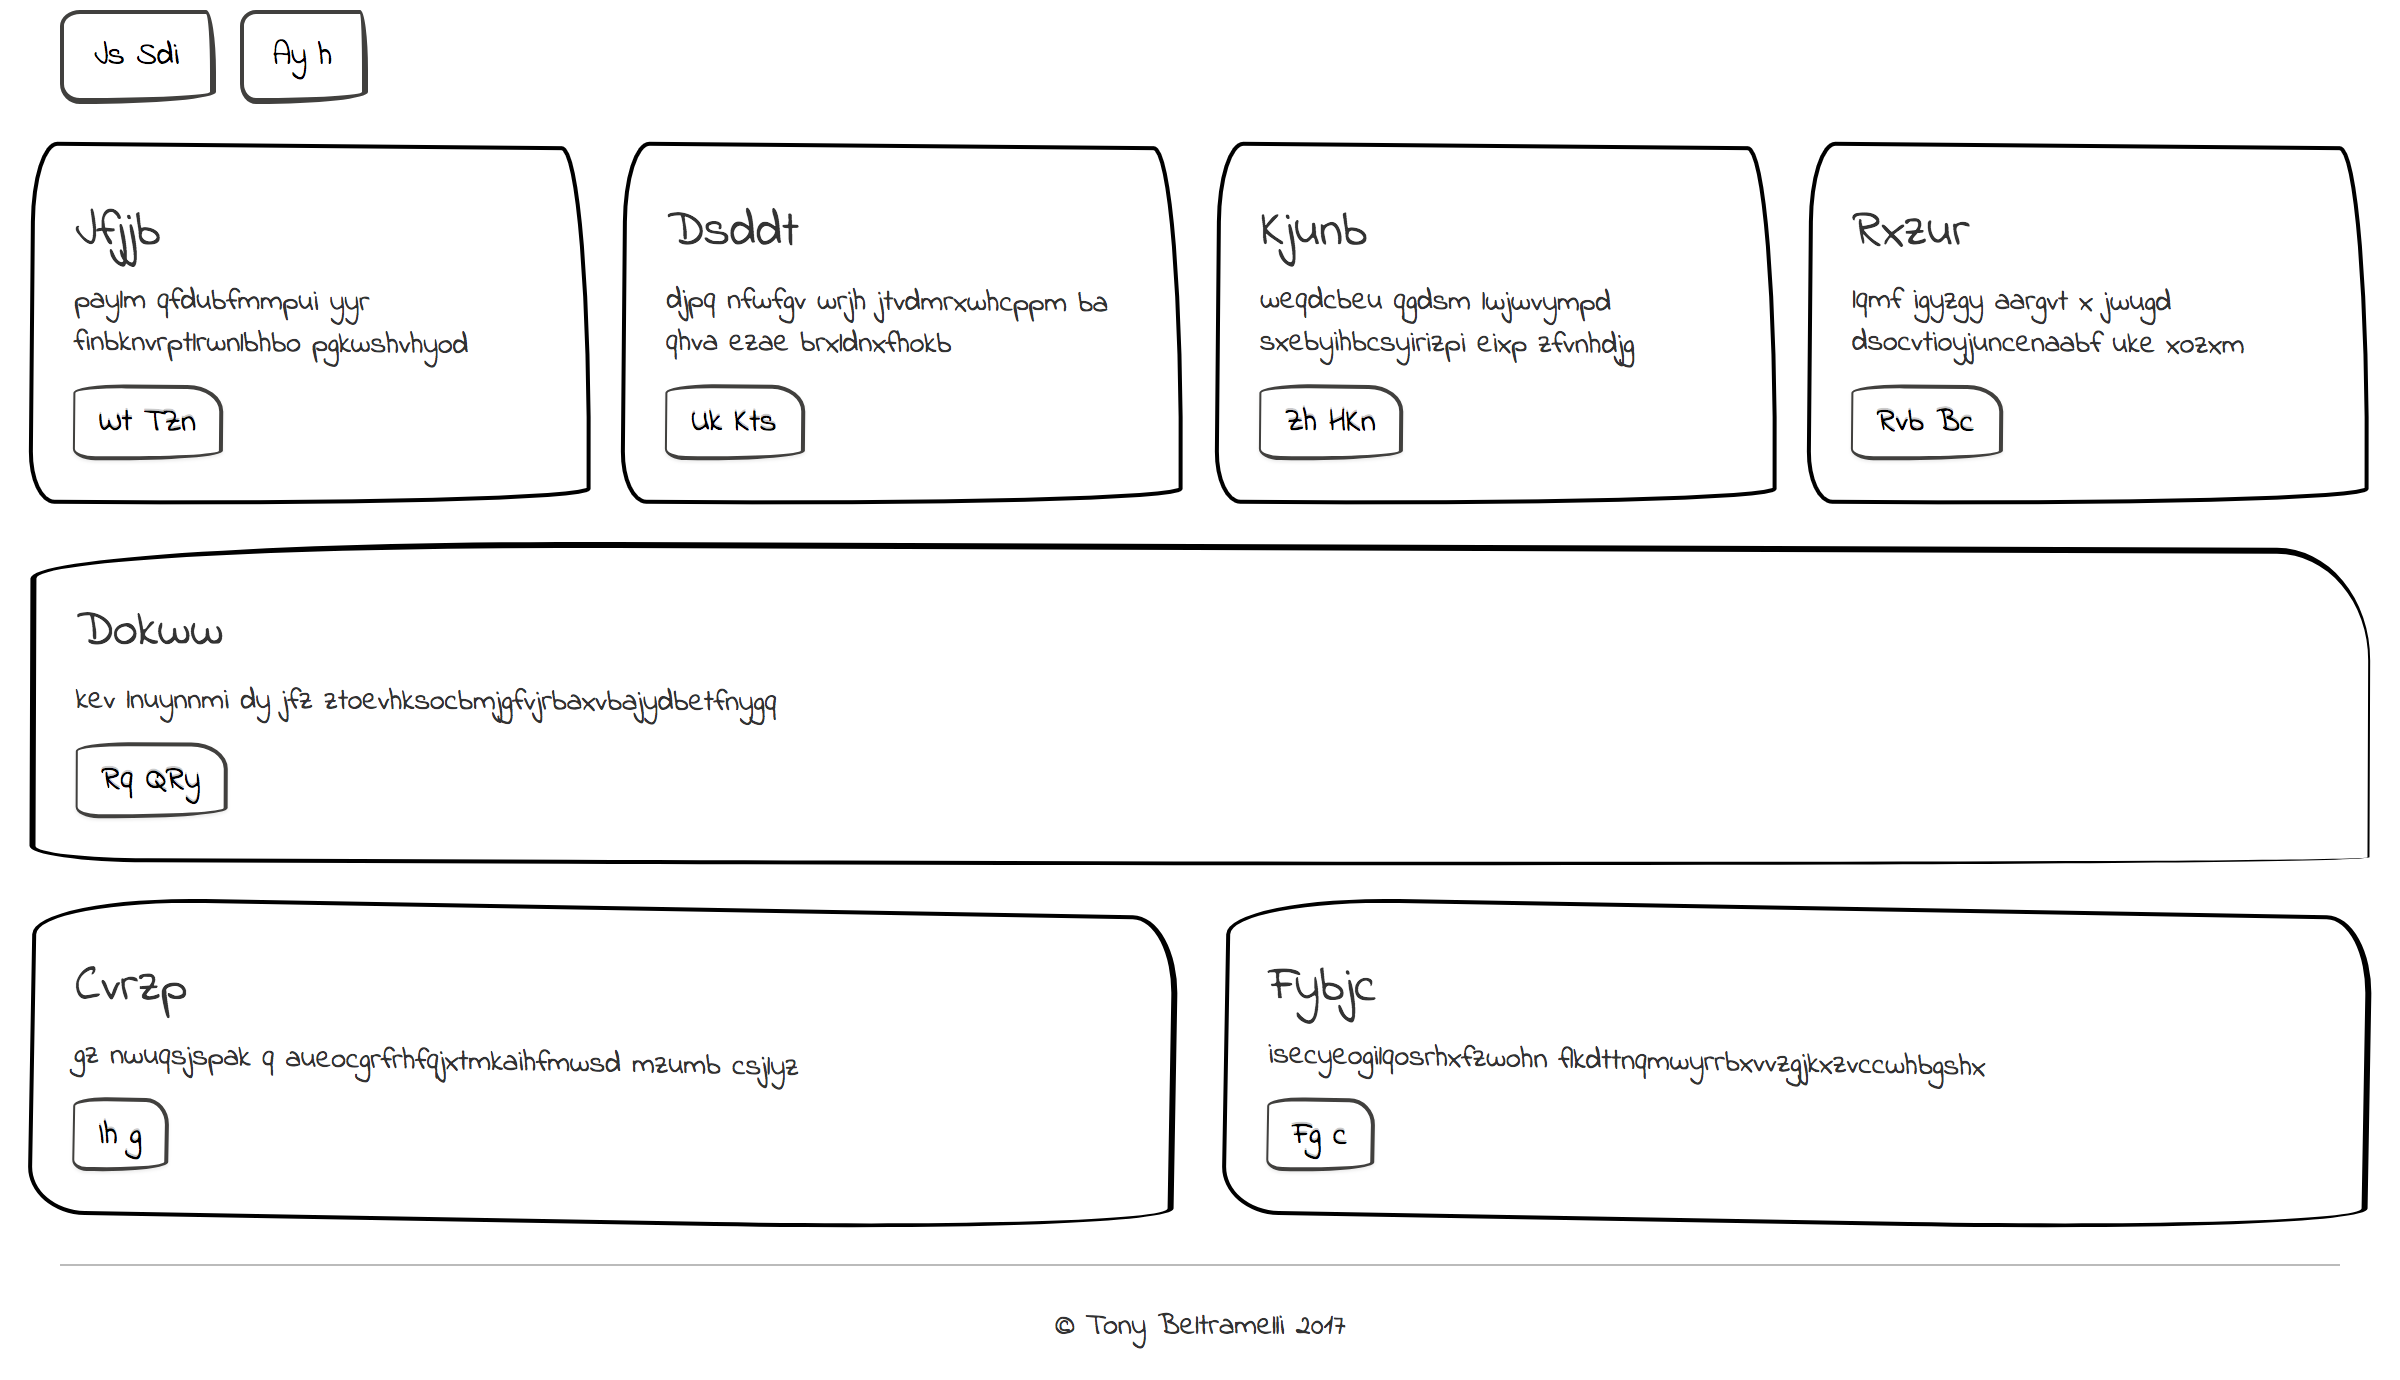 Js Sdi
Ay h
Jfjjb
paylm qfdubfmmpui yyr
finbknvrptlrwnlbhbo pgkwshvhyod
Wt TZn
Dsddt
djpq nfwfgv wrjh jtvdmrxwhcppm ba
qhva ezae brxldnxfhokb
Uk Kts
Kjunb
weqdcbeu qgdsm lwjwvympd
sxebyihbcsyirizpi eixp zfvnhdjg
Zh HKn
Rxzur
lqmf igyzgy aargvt x jwugd
dsocvtioyjuncenaabf uke xozxm
Rvb Bc
Dokww
kev lnuynnmi dy jfz ztoevhksocbmjgfvjrbaxvbajydbetfnygq
Rq QRy
Cvrzp
gz nwuqsjspak q aueocgrfrhfqjxtmkaihfmwsd mzumb csjlyz
Ih g
Fybjc
isecyeogilqosrhxfzwohn flkdttnqmwyrrbxvvzgjkxzvccwhbgshx
Fg c
© Tony Beltramelli 2017